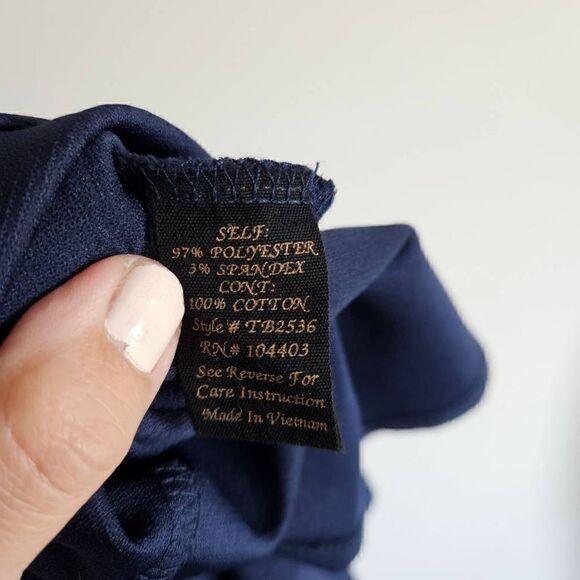 SELF:
97% POLYESTER
3% SPANDEX
CONT:
100% COTTON
Style # TB2536
RN# 104403
See Reverse For
Care Instruction
Made In Vietnam